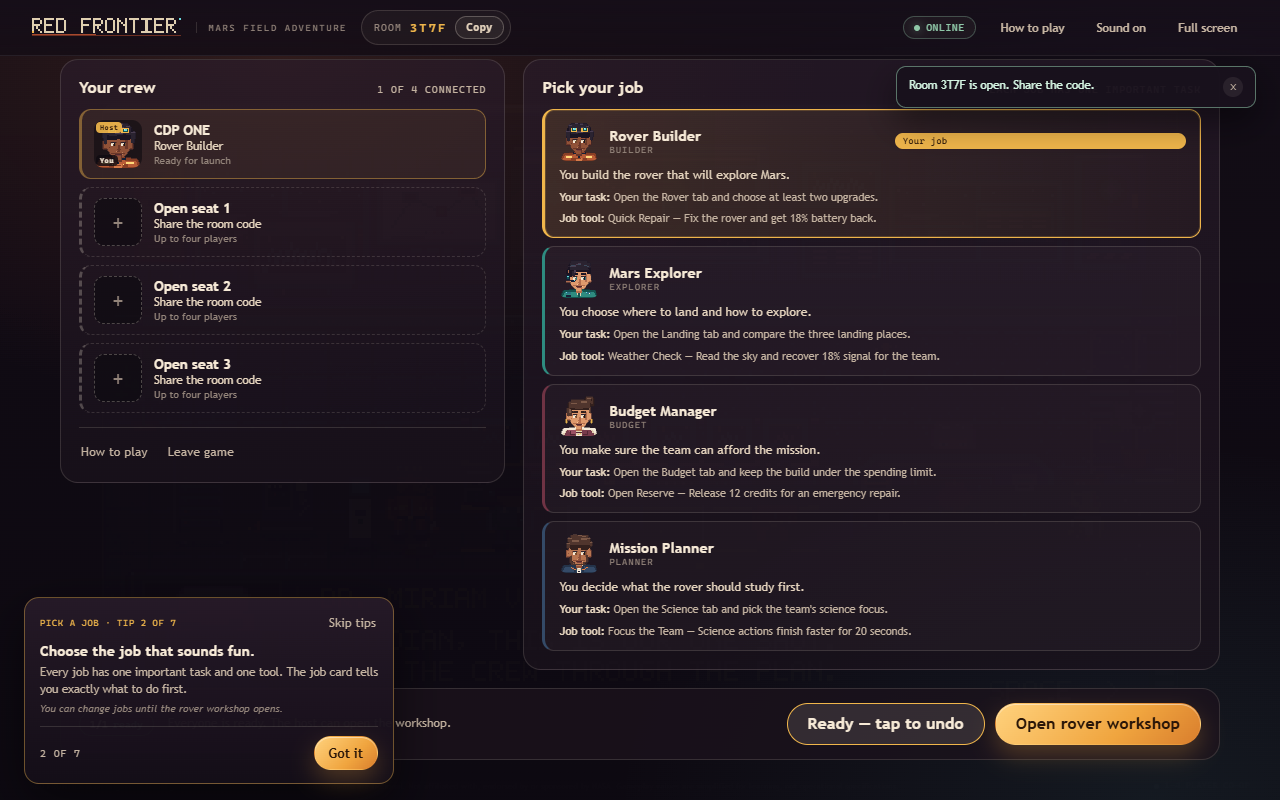 RED FRONTIER
MARS FIELD ADVENTURE
ROOM 3T7F Copy
ONLINE
How to play
Sound on
Full screen
Room 3T7F is open. Share the code.
X
Your crew
1 OF 4 CONNECTED
Host
You
CDP ONE
Rover Builder
Ready for launch
+
Open seat 1
Share the room code
Up to four players
+
Open seat 2
Share the room code
Up to four players
+
Open seat 3
Share the room code
Up to four players
How to play
Leave game
Pick your job
Rover Builder
BUILDER
Your job
You build the rover that will explore Mars.
Your task: Open the Rover tab and choose at least two upgrades.
Job tool: Quick Repair — Fix the rover and get 18% battery back.
Mars Explorer
EXPLORER
You choose where to land and how to explore.
Your task: Open the Landing tab and compare the three landing places.
Job tool: Weather Check — Read the sky and recover 18% signal for the team.
Budget Manager
BUDGET
You make sure the team can afford the mission.
Your task: Open the Budget tab and keep the build under the spending limit.
Job tool: Open Reserve — Release 12 credits for an emergency repair.
Mission Planner
PLANNER
You decide what the rover should study first.
Your task: Open the Science tab and pick the team's science focus.
Job tool: Focus the Team — Science actions finish faster for 20 seconds.
PICK A JOB · TIP 2 OF 7
Skip tips
Choose the job that sounds fun.
Every job has one important task and one tool. The job card tells
you exactly what to do first.
You can change jobs until the rover workshop opens.
2 OF 7
Got it
workshop.
Ready — tap to undo
Open rover workshop